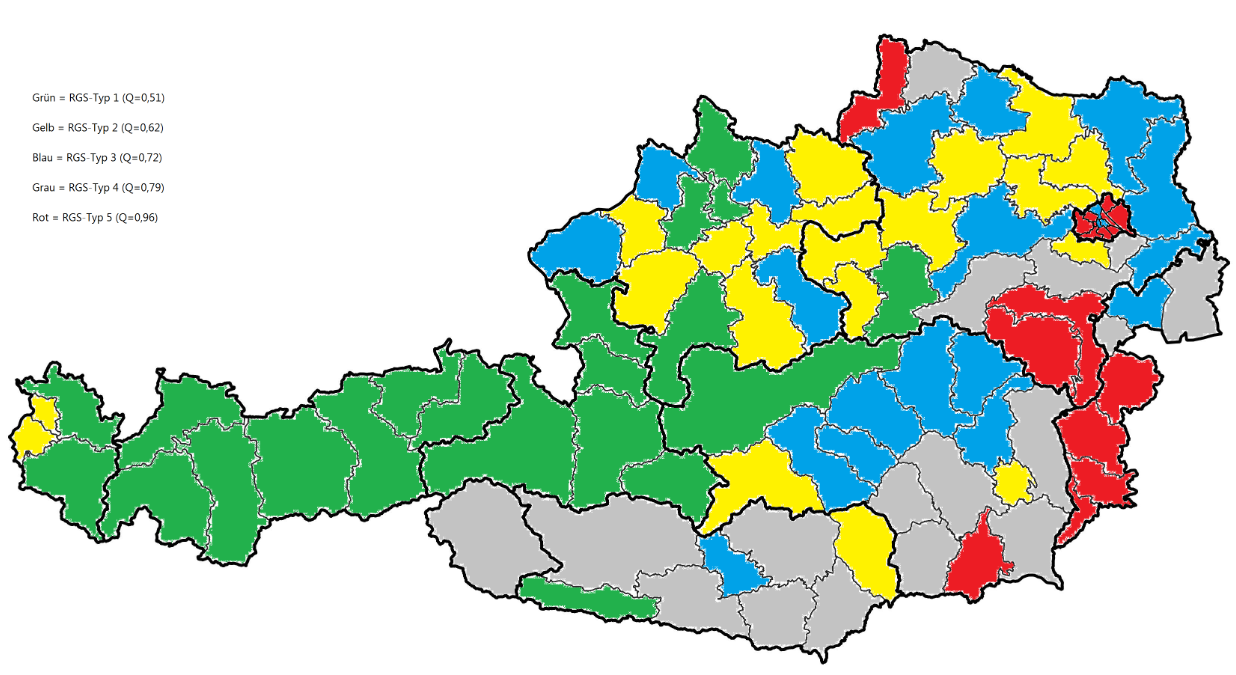 Grün = RGS-Typ 1 (Q=0,51)
Gelb = RGS-Typ 2 (Q=0,62)
Blau = RGS-Typ 3 (Q=0,72)
Grau = RGS-Typ 4 (Q=0,79)
Rot = RGS-Typ 5 (Q=0,96)